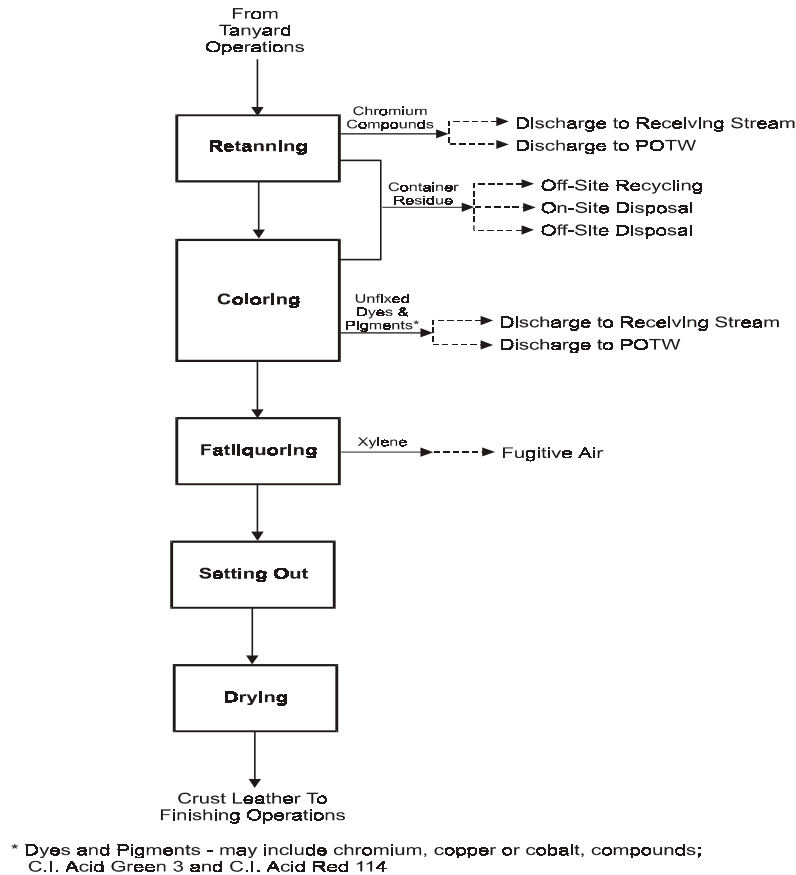 From
Tanyard
Operations
Retanning
Chromium
Compounds
Discharge to Receiving Stream
Discharge to POTW
Container
Residue
Off-Site Recycling
On-Site Disposal
Off-Site Disposal
Coloring
Unfixed
Dyes &
Pigments*
Discharge to Receiving Stream
Discharge to POTW
Fatliquoring
Xylene
Fugitive Air
Setting Out
Drying
Crust Leather To
Finishing Operations
* Dyes and Pigments - may include chromium, copper or cobalt, compounds;
C.I. Acid Green 3 and C.I. Acid Red 114